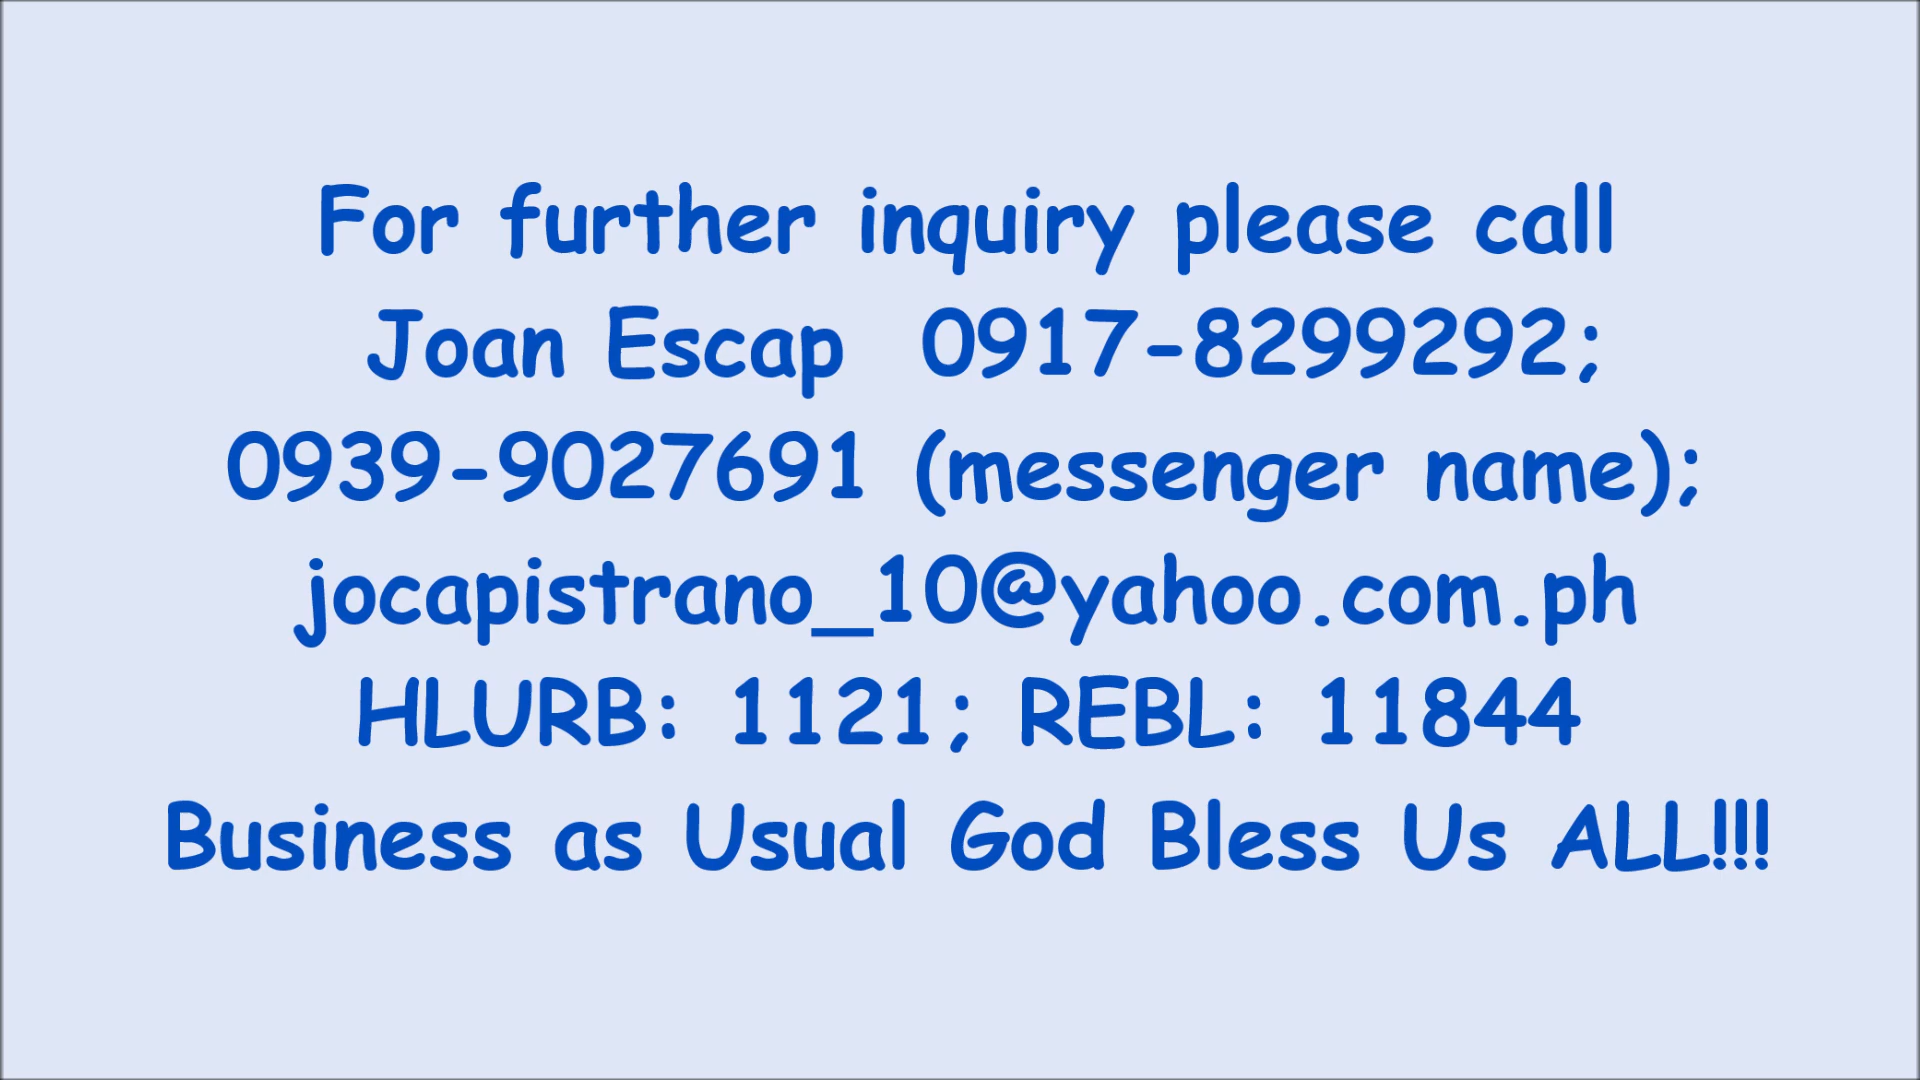 For further inquiry please call
Joan Escap 0917-8299292;
0939-9027691 (messenger name);
jocapistrano_10@yahoo.com.ph
HLURB: 1121; REBL: 11844
Business as Usual God Bless Us ALL!!!